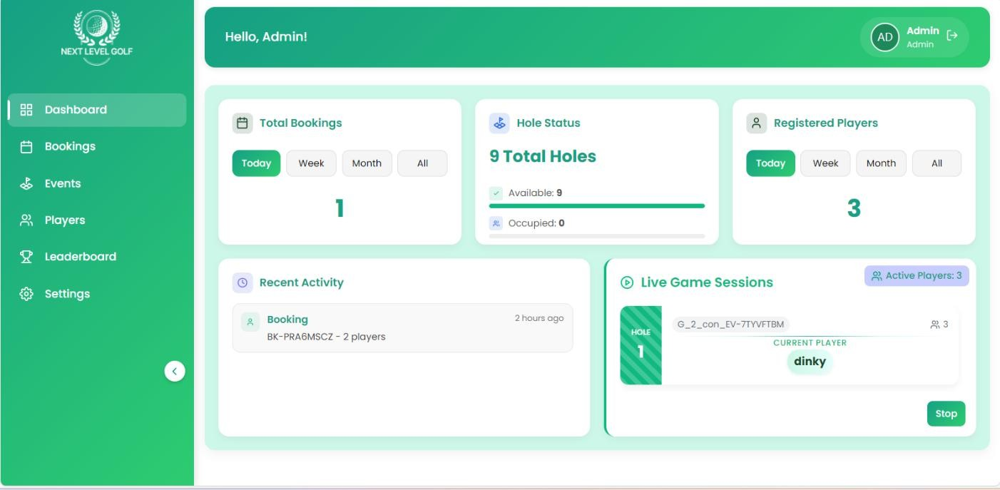 NEXT LEVEL GOLF
Dashboard
Bookings
Events
Players
Leaderboard
Settings
Hello, Admin!
AD
Admin
Admin
Total Bookings
Today Week Month All
1
Hole Status
9 Total Holes
Available: 9
Occupied: 0
Registered Players
Today Week Month All
3
Recent Activity
Booking 2 hours ago
BK-PRA6MSCZ - 2 players
Live Game Sessions
Active Players: 3
HOLE
1
G_2_con_EV-7TYVFTBM 3
CURRENT PLAYER
dinky
Stop